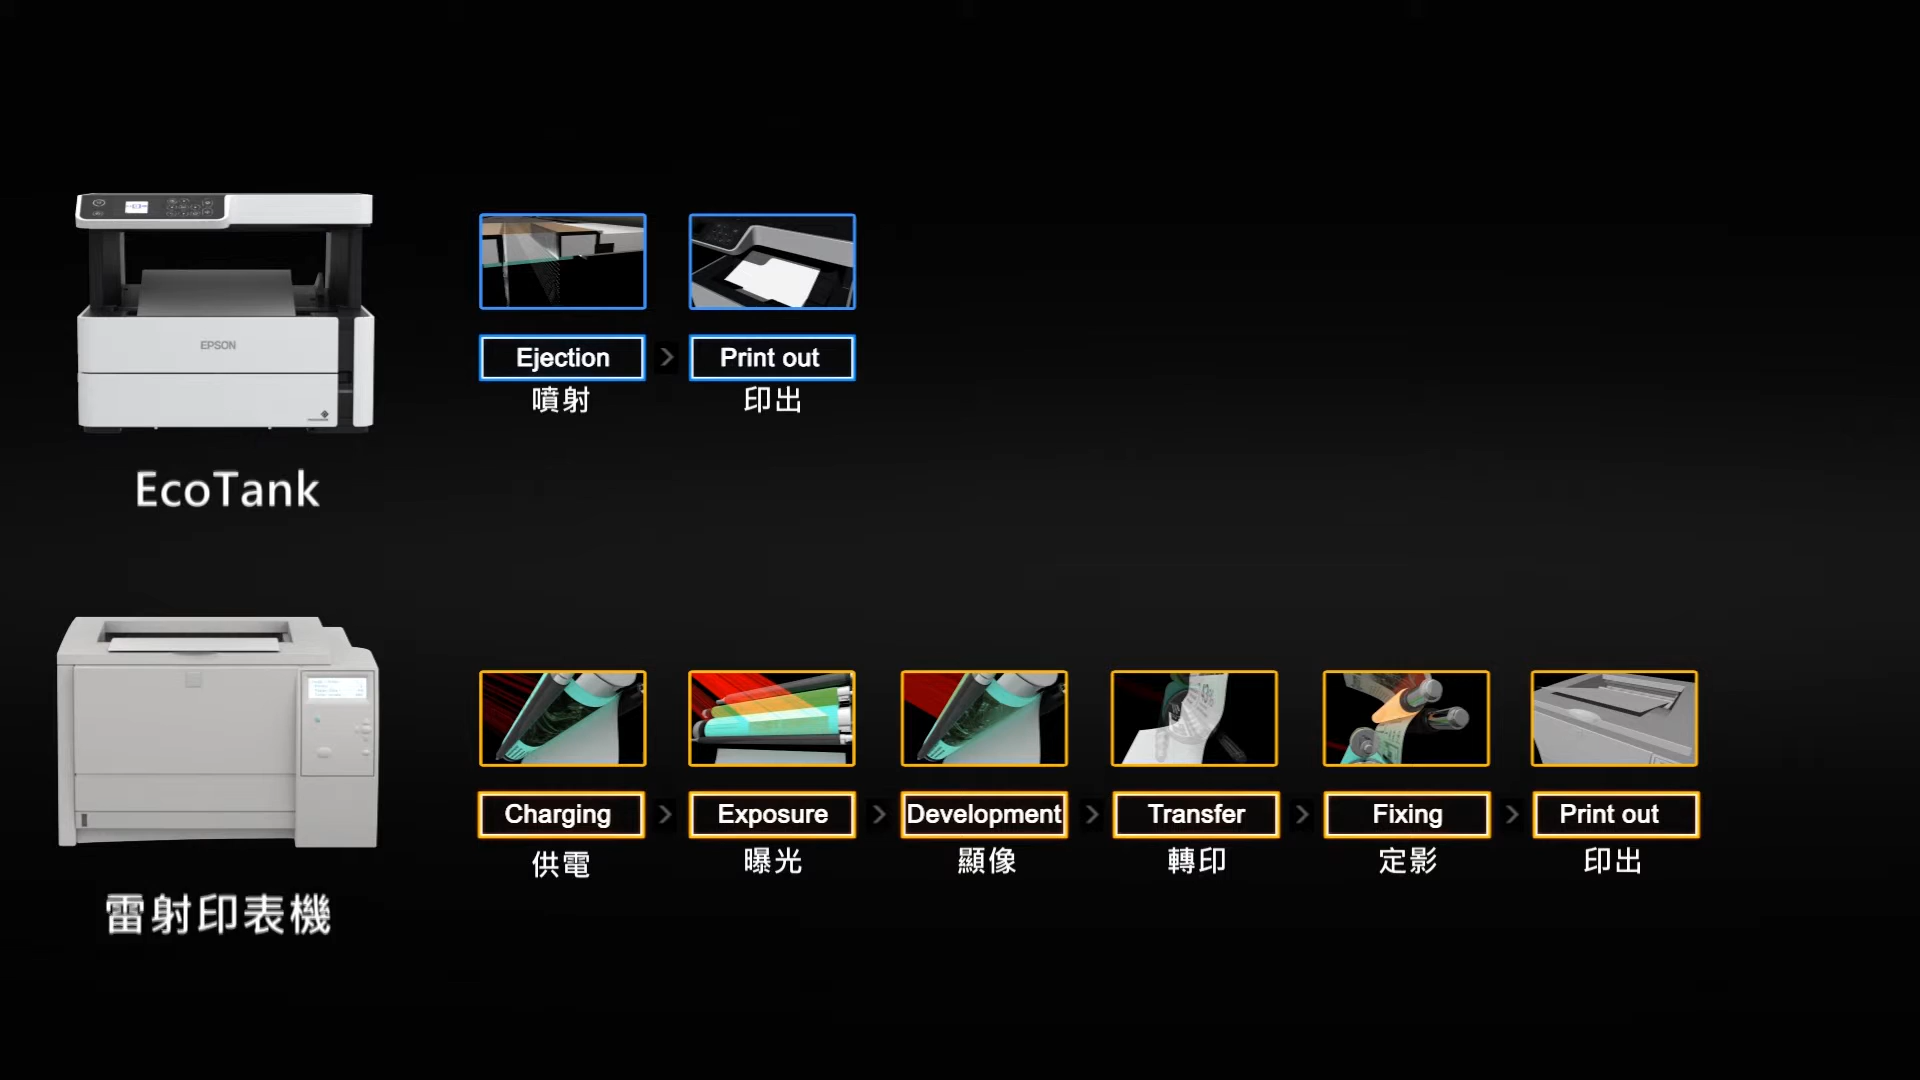 EPSON
EcoTank
Ejection
Print out
噴射
印出
雷射印表機
Charging
Exposure
Development
Transfer
Fixing
Print out
供電
曝光
顯像
轉印
定影
印出